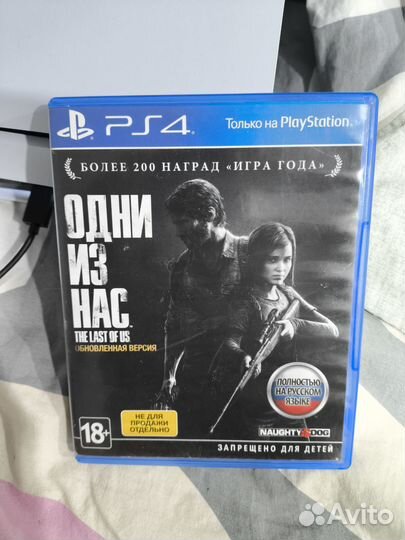 PS4
Только на PlayStation.
БОЛЕЕ 200 НАГРАД «ИГРА ГОДА»
ОДНИ
ИЗ
НАС
THE LAST OF US
ОБНОВЛЕННАЯ ВЕРСИЯ
ПОЛНОСТЬЮ
НА РУССКОМ
ЯЗЫКЕ
18+
НЕ ДЛЯ
ПРОДАЖИ
ОТДЕЛЬНО
NAUGHTY DOG
ЗАПРЕЩЕНО ДЛЯ ДЕТЕЙ
Avito